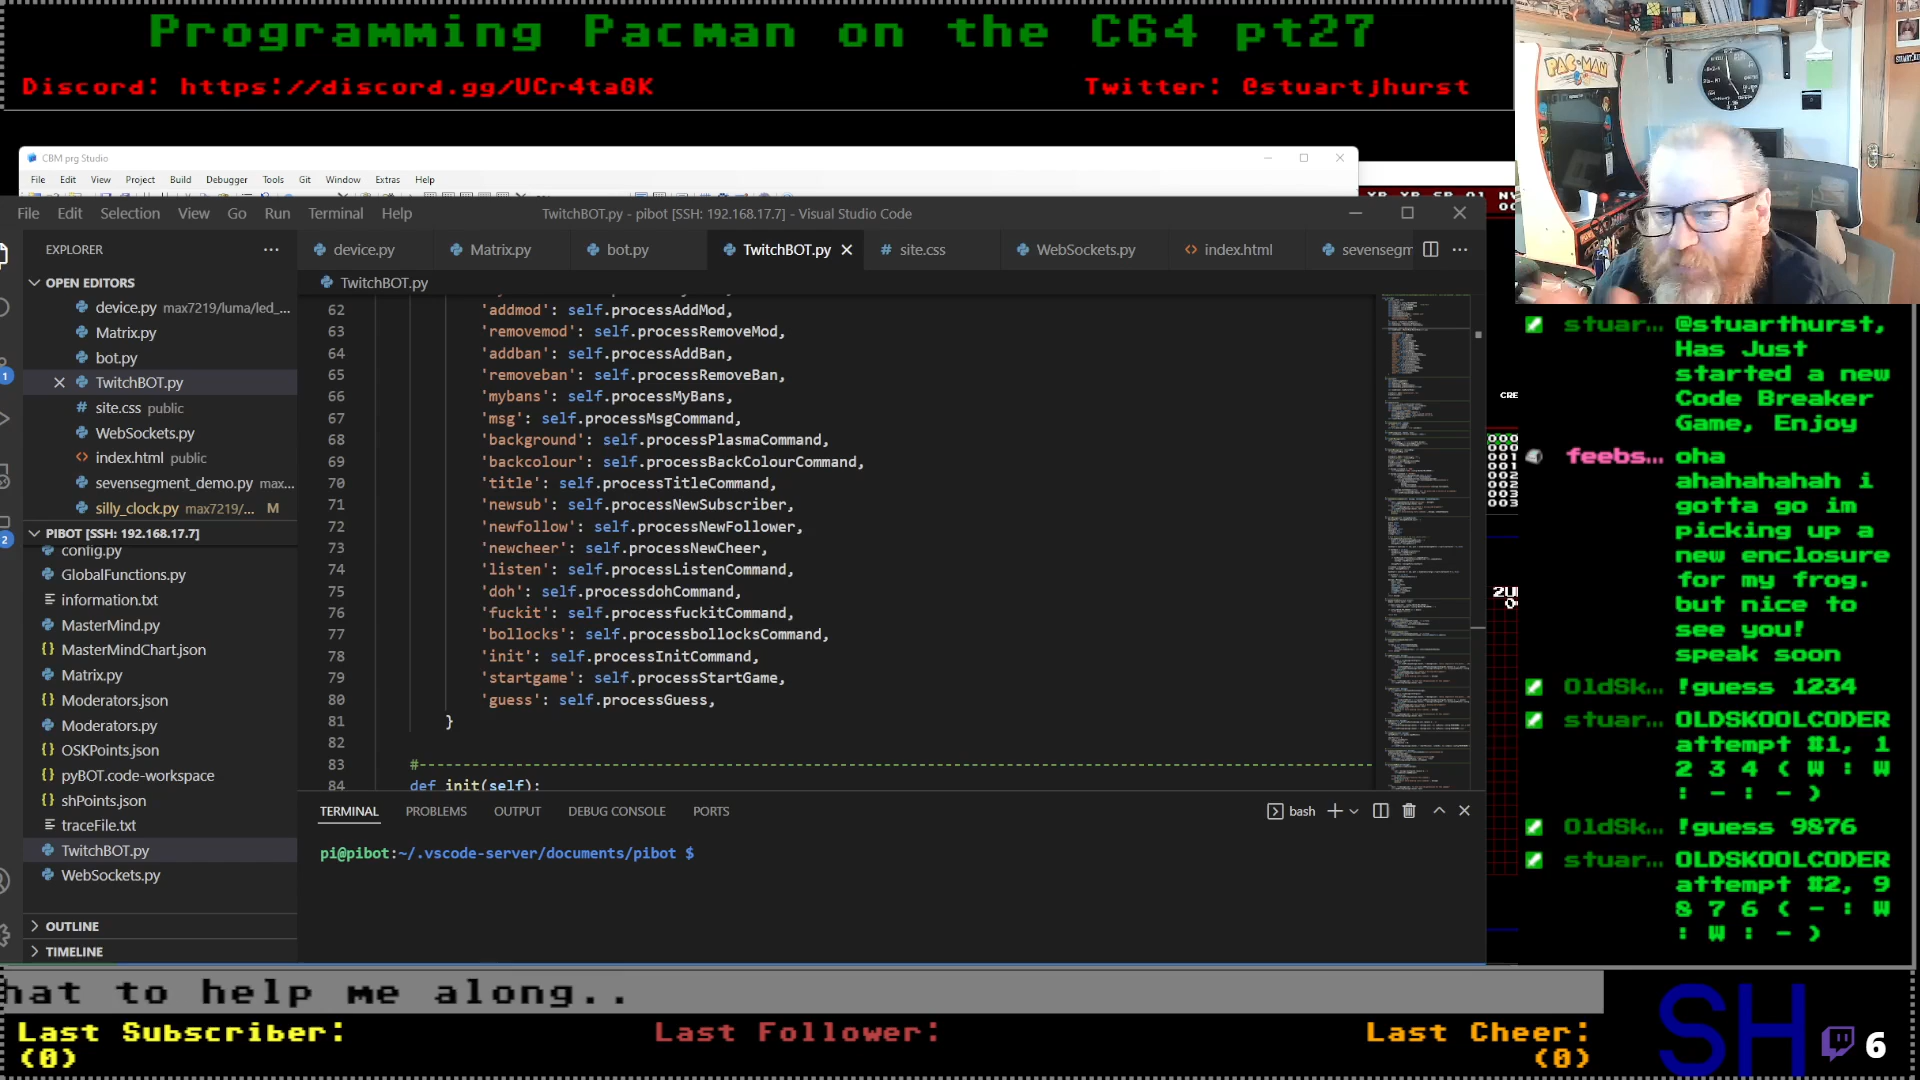 Programming Pacman on the C64 pt27
Discord: https://discord.gg/UCr4taGK
Twitter: @stuartjhurst
CBM prg Studio
File Edit View Project Build Debugger Tools Git Window Extras Help
File Edit Selection View Go Run Terminal Help
TwitchBOT.py - pibot [SSH: 192.168.17.7] - Visual Studio Code
EXPLORER
device.py Matrix.py bot.py TwitchBOT.py site.css WebSockets.py index.html sevensegm
OPEN EDITORS
device.py max7219/luma/led_...
Matrix.py
bot.py
TwitchBOT.py
site.css public
WebSockets.py
index.html public
sevensegment_demo.py max...
silly_clock.py max7219/... M
PIBOT [SSH: 192.168.17.7]
config.py
GlobalFunctions.py
information.txt
MasterMind.py
MasterMindChart.json
Matrix.py
Moderators.json
Moderators.py
OSKPoints.json
pyBOT.code-workspace
shPoints.json
traceFile.txt
TwitchBOT.py
WebSockets.py
OUTLINE
TIMELINE
1
2
TwitchBOT.py
62 'addmod': self.processAddMod,
63 'removemod': self.processRemoveMod,
64 'addban': self.processAddBan,
65 'removeban': self.processRemoveBan,
66 'mybans': self.processMyBans,
67 'msg': self.processMsgCommand,
68 'background': self.processPlasmaCommand,
69 'backcolour': self.processBackColourCommand,
70 'title': self.processTitleCommand,
71 'newsub': self.processNewSubscriber,
72 'newfollow': self.processNewFollower,
73 'newcheer': self.processNewCheer,
74 'listen': self.processListenCommand,
75 'doh': self.processdohCommand,
76 'fuckit': self.processfuckitCommand,
77 'bollocks': self.processbollocksCommand,
78 'init': self.processInitCommand,
79 'startgame': self.processStartGame,
80 'guess': self.processGuess,
81 }
82
83 #---------------------------------------------------------------
84 def init(self):
TERMINAL PROBLEMS OUTPUT DEBUG CONSOLE PORTS
bash
pi@pibot:~/.vscode-server/documents/pibot $
PAC-MAN
CRE
000
000
001
001
002
002
003
2U
stuar... @stuarthurst,
Has Just
started a new
Code Breaker
Game, Enjoy
feebs... oha
ahahahahah i
gotta go im
picking up a
new enclosure
for my frog.
but nice to
see you!
speak soon
OldSk... !guess 1234
stuar... OLDSKOOLCODER
attempt #1, 1
2 3 4 ( W : W
: - : - )
OldSk... !guess 9876
stuar... OLDSKOOLCODER
attempt #2, 9
8 7 6 ( - : W
: W : - )
hat to help me along..
Last Subscriber:
(0)
Last Follower:
Last Cheer:
(0)
SH
6